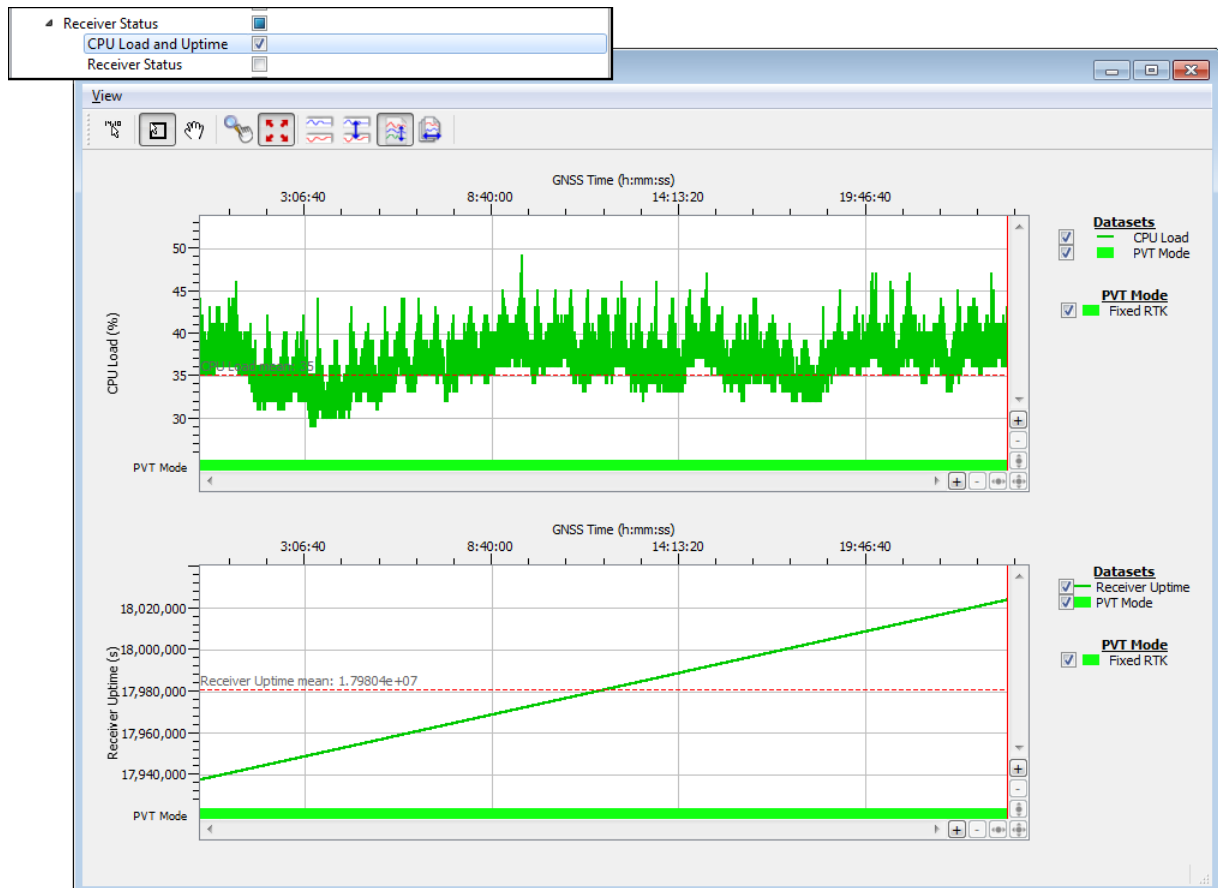 Receiver Status
CPU Load and Uptime
Receiver Status
View
GNSS Time (h:mm:ss)
3:06:40 8:40:00 14:13:20 19:46:40
50
45
40
35
30
CPU Load (%)
CPU Load mean: 35
PVT Mode
Datasets
CPU Load
PVT Mode
PVT Mode
Fixed RTK
GNSS Time (h:mm:ss)
3:06:40 8:40:00 14:13:20 19:46:40
18,020,000
18,000,000
17,980,000
17,960,000
17,940,000
Receiver Uptime (s)
Receiver Uptime mean: 1.79804e+07
PVT Mode
Datasets
Receiver Uptime
PVT Mode
PVT Mode
Fixed RTK